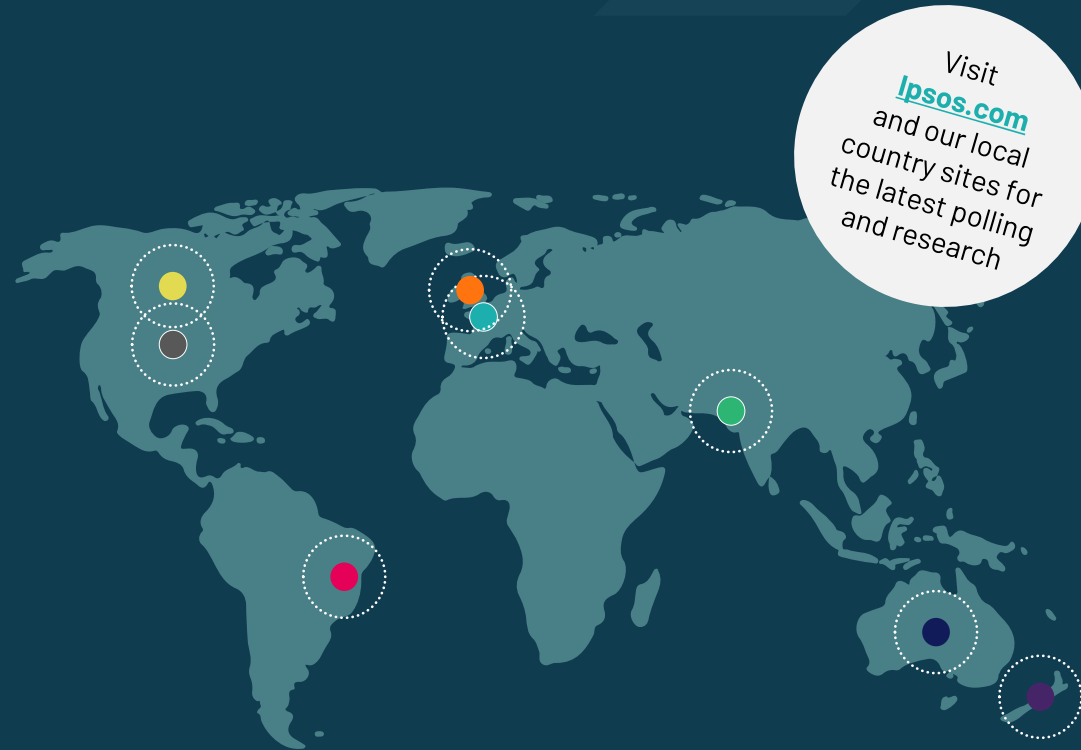 Visit
Ipsos.com
and our local
country sites for
the latest polling
and research